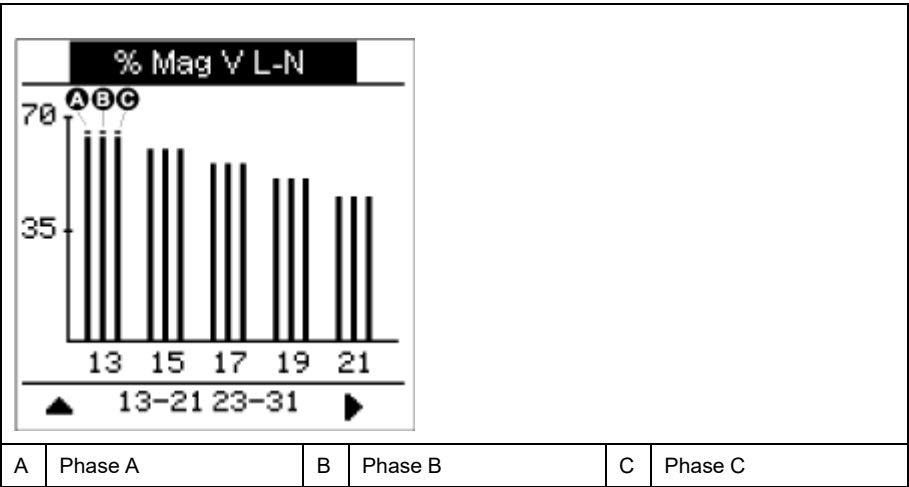 % Mag V L-N
A B C
70
35
13 15 17 19 21
13-21 23-31
A Phase A B Phase B C Phase C